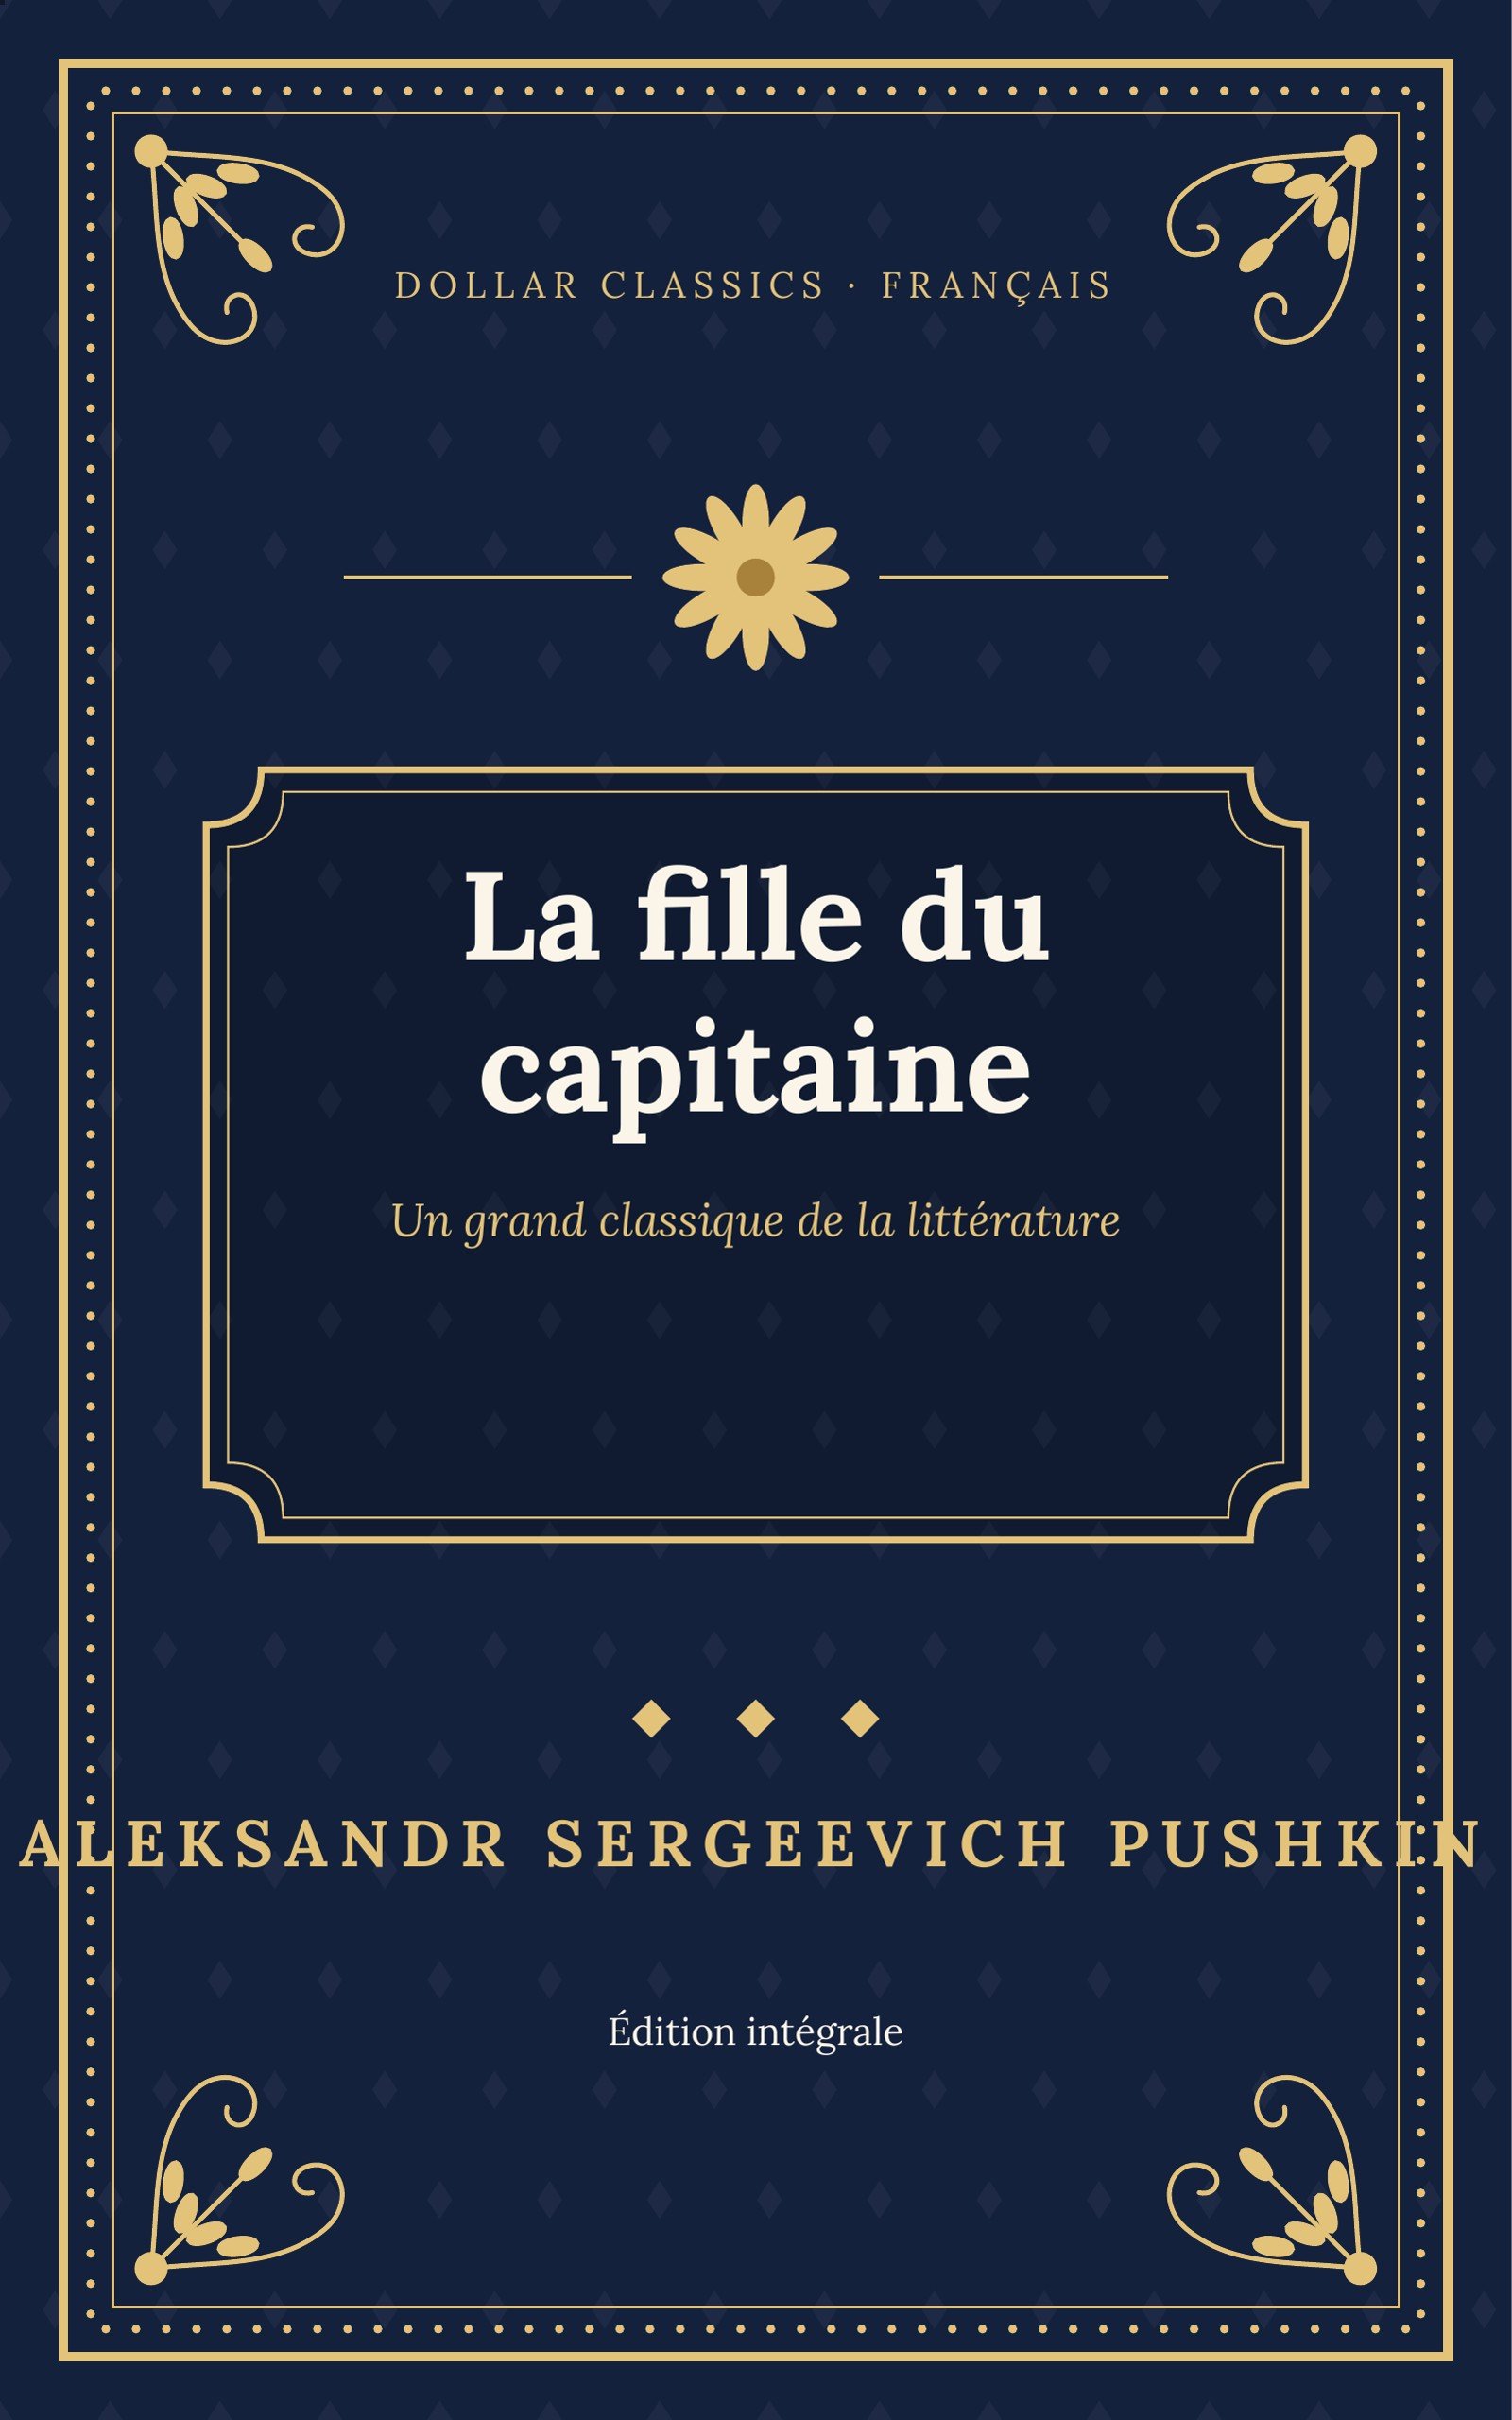 DOLLAR CLASSICS · FRANÇAIS
La fille du
capitaine
Un grand classique de la littérature
ALEKSANDR SERGEEVICH PUSHKIN
Édition intégrale